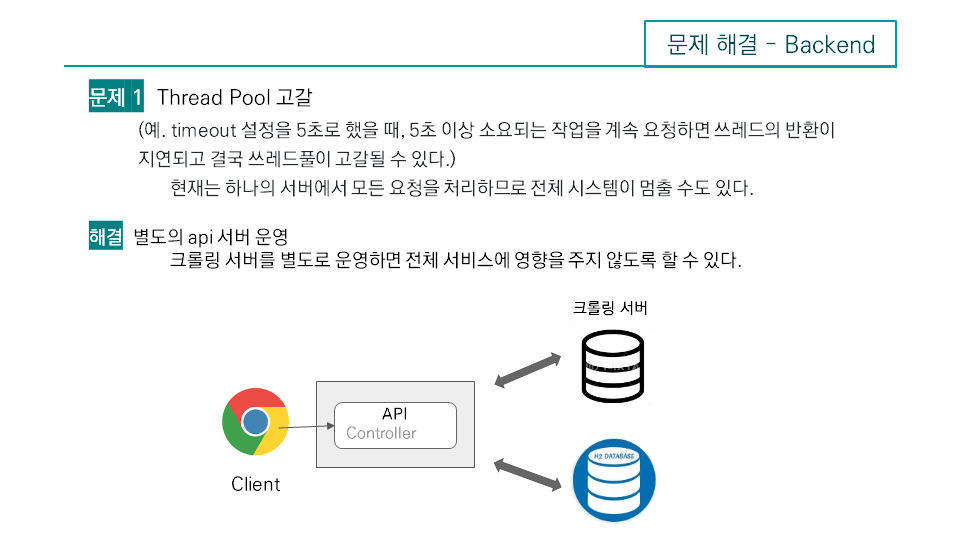 문제 해결 - Backend
문제 1 Thread Pool 고갈
(예. timeout 설정을 5초로 했을 때, 5초 이상 소요되는 작업을 계속 요청하면 쓰레드의 반환이
지연되고 결국 쓰레드풀이 고갈될 수 있다.)
현재는 하나의 서버에서 모든 요청을 처리하므로 전체 시스템이 멈출 수도 있다.
해결 별도의 api 서버 운영
크롤링 서버를 별도로 운영하면 전체 서비스에 영향을 주지 않도록 할 수 있다.
크롤링 서버
API
Controller
Client
H2 DATABASE